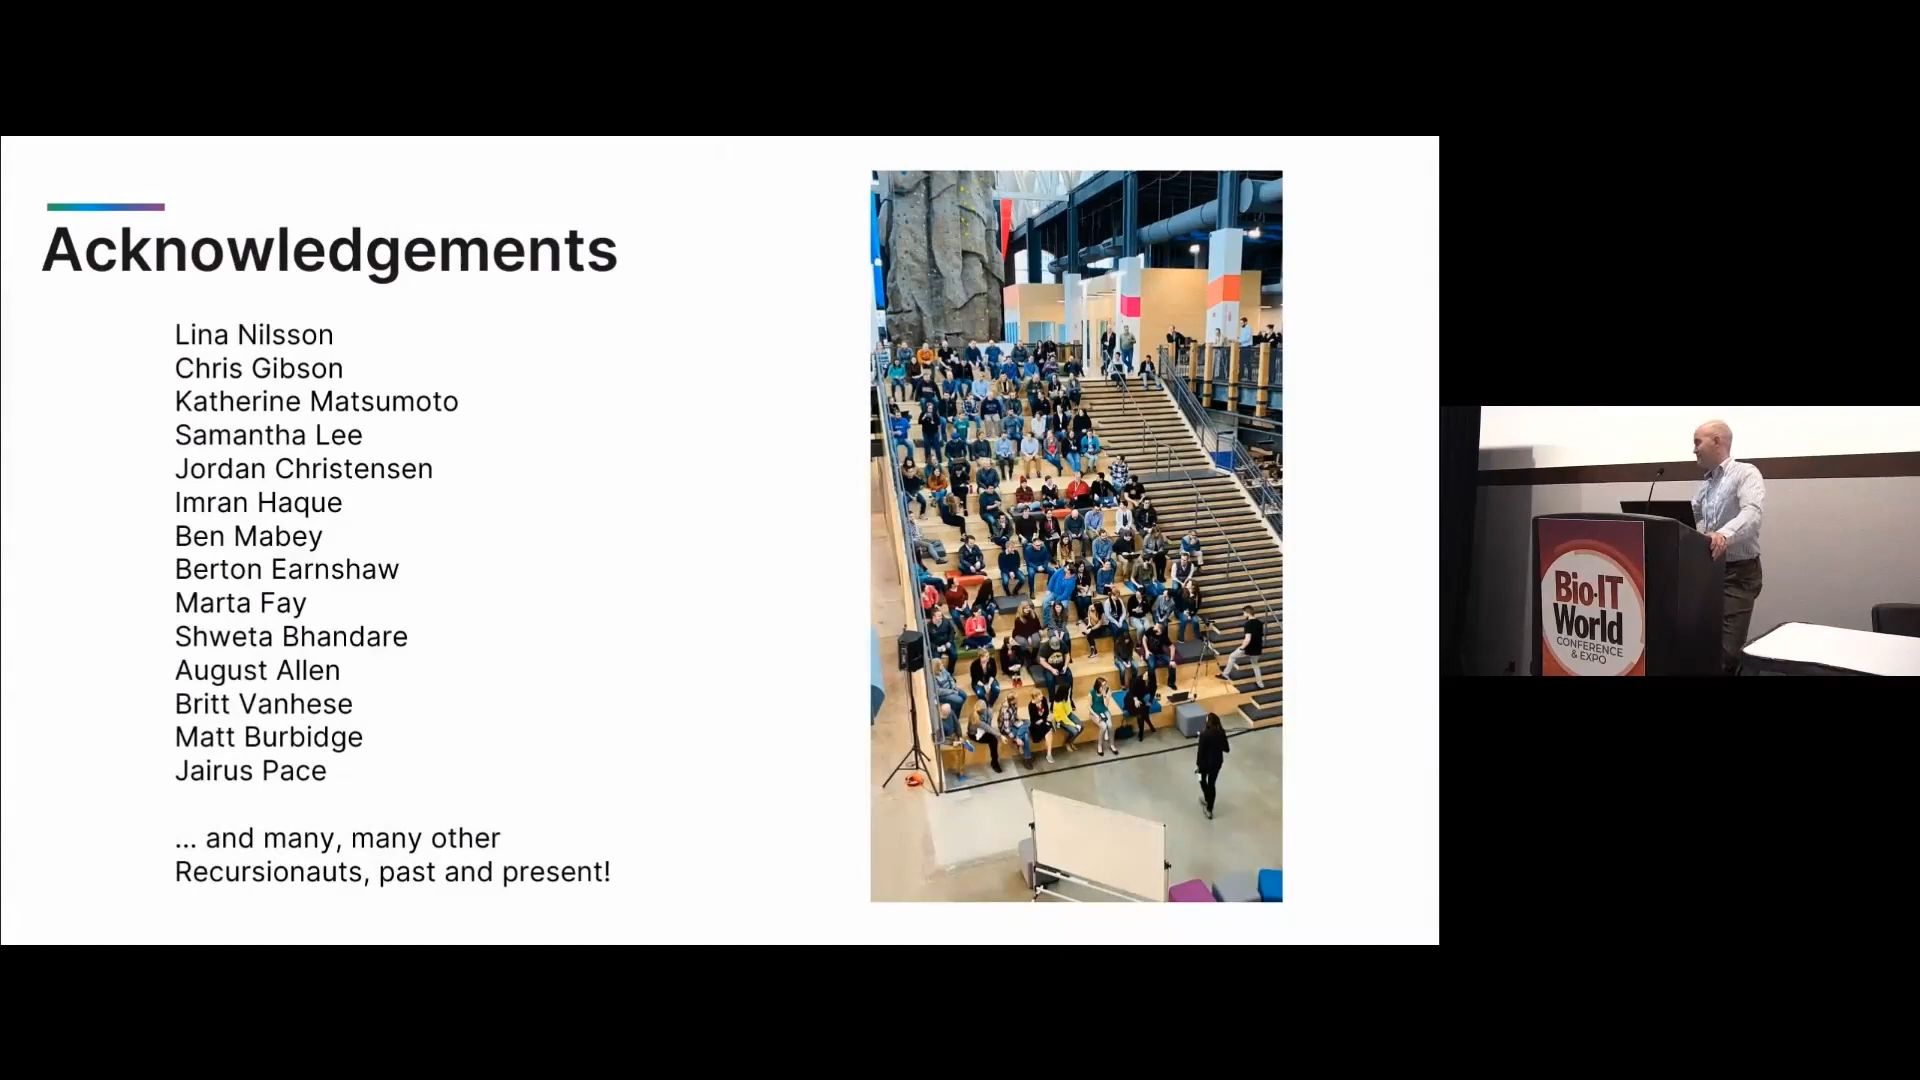 Acknowledgements
Lina Nilsson
Chris Gibson
Katherine Matsumoto
Samantha Lee
Jordan Christensen
Imran Haque
Ben Mabey
Berton Earnshaw
Marta Fay
Shweta Bhandare
August Allen
Britt Vanhese
Matt Burbidge
Jairus Pace
... and many, many other
Recursionauts, past and present!
Bio-IT
World
CONFERENCE
& EXPO